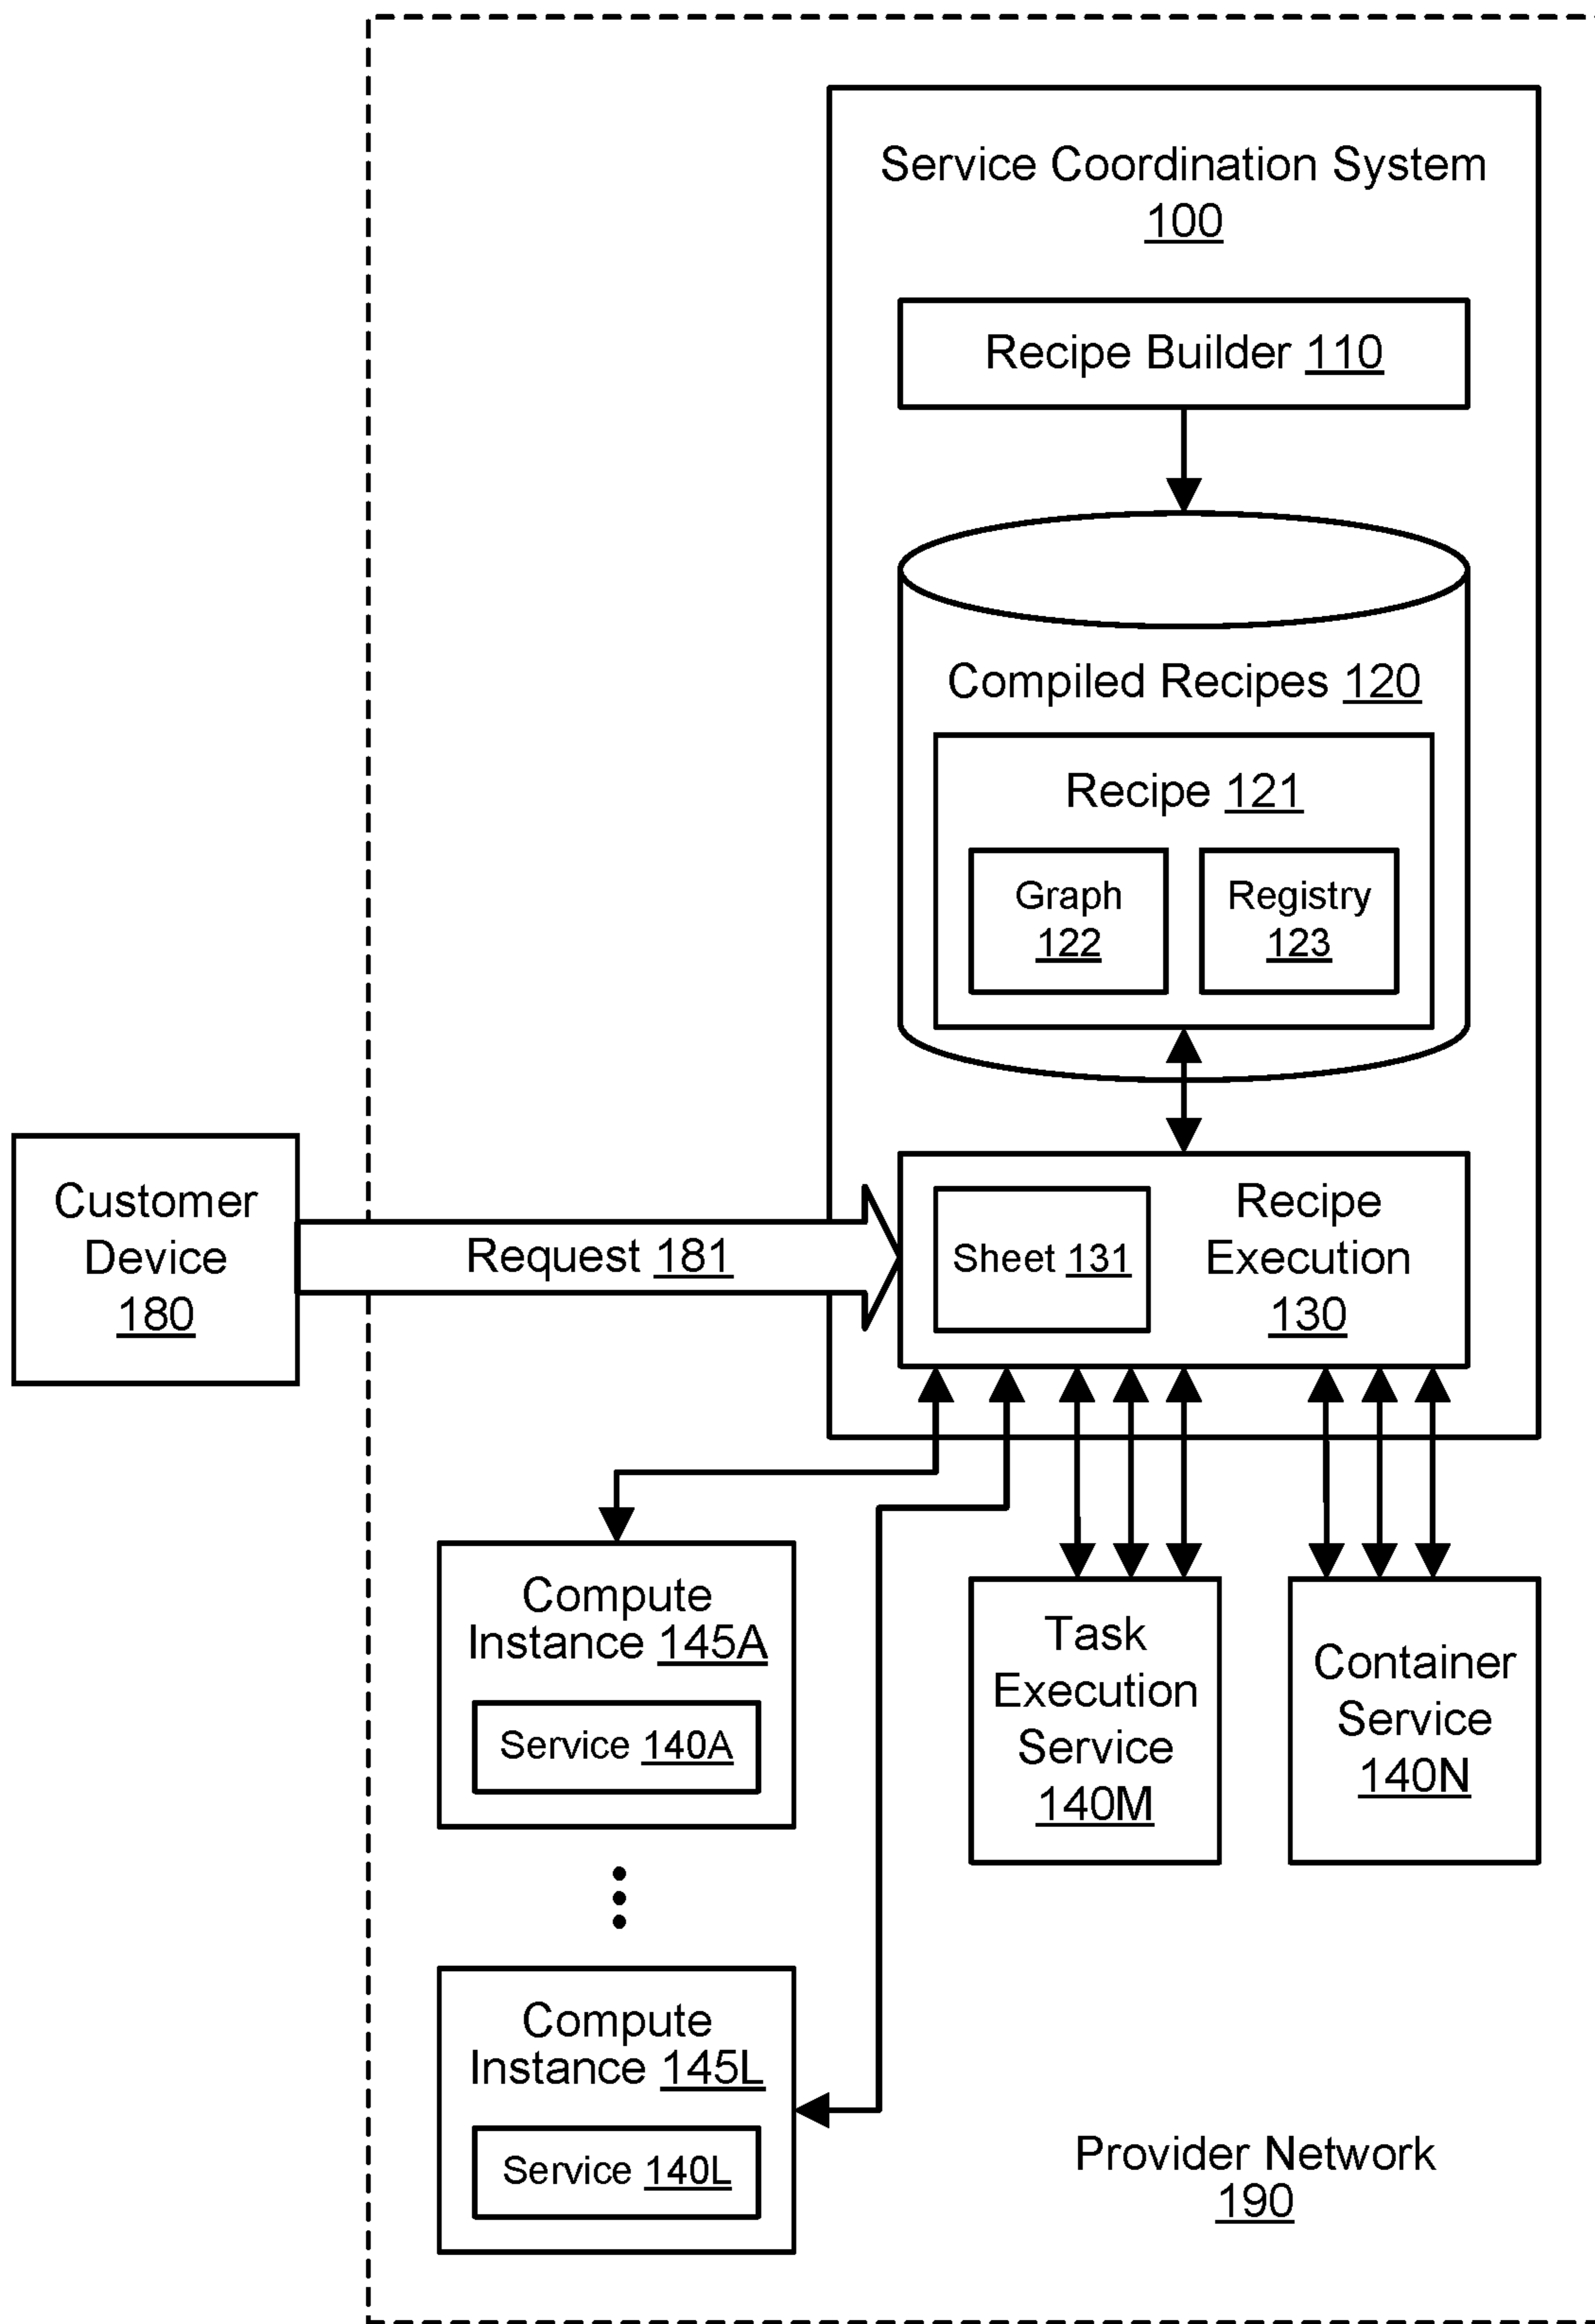 Service Coordination System
100
Recipe Builder 110
Compiled Recipes 120
Recipe 121
Graph
122
Registry
123
Customer
Device
180
Request 181
Sheet 131
Recipe
Execution
130
Compute
Instance 145A
Service 140A
Task
Execution
Service
140M
Container
Service
140N
Compute
Instance 145L
Service 140L
Provider Network
190